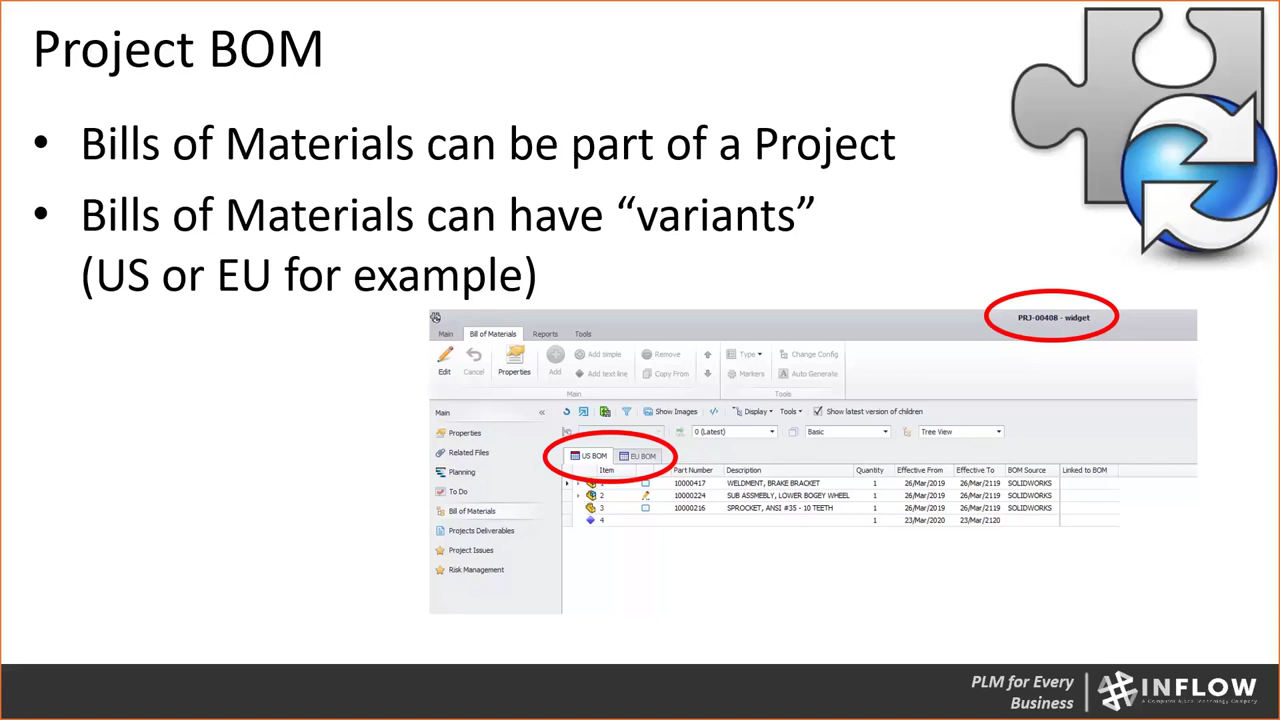 Project BOM
• Bills of Materials can be part of a Project
• Bills of Materials can have “variants”
(US or EU for example)
PRJ-00408 - widget
Main Bill of Materials Reports Tools
Edit Cancel Properties Add Add simple Remove Type Change Config
Add text line Copy From Markers Auto Generate
Main Tools
Main « Show Images Display Tools Show latest version of children
Properties 0 (Latest) Basic Tree View
Related Files US BOM EU BOM
Planning Item Part Number Description Quantity Effective From Effective To BOM Source Linked to BOM
1 10000417 WELDMENT, BRAKE BRACKET 1 26/Mar/2019 26/Mar/2119 SOLIDWORKS
To Do 2 10000224 SUB ASSMEBLY, LOWER BOGEY WHEEL 1 26/Mar/2019 26/Mar/2119 SOLIDWORKS
Bill of Materials 3 10000216 SPROCKET, ANSI #35 - 10 TEETH 1 26/Mar/2019 26/Mar/2119 SOLIDWORKS
4 1 23/Mar/2020 23/Mar/2120
Projects Deliverables
Project Issues
Risk Management
PLM for Every
Business
INFLOW